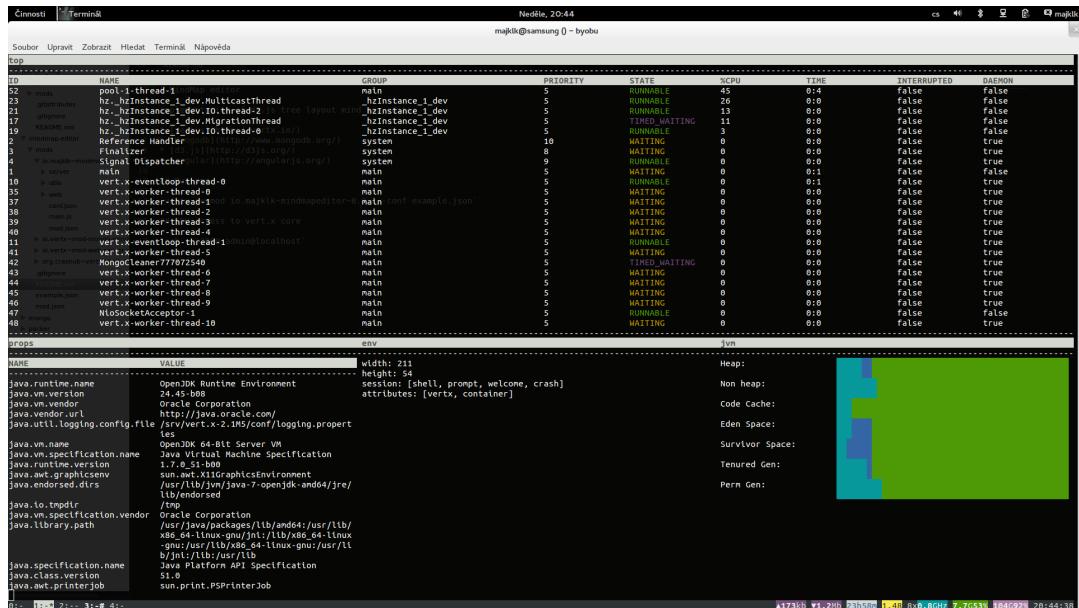 Činnosti Terminál Neděle, 20:44 cs majklk
majklk@samsung () – byobu
Soubor Upravit Zobrazit Hledat Terminál Nápověda
top
ID NAME GROUP PRIORITY STATE %CPU TIME INTERRUPTED DAEMON
52 pool-1-thread-1 main 5 RUNNABLE 45 0:4 false false
23 hz._hzInstance_1_dev.MulticastThread _hzInstance_1_dev 5 RUNNABLE 26 0:0 false false
21 hz._hzInstance_1_dev.IO.thread-2 _hzInstance_1_dev 5 RUNNABLE 13 0:0 false false
17 hz._hzInstance_1_dev.MigrationThread _hzInstance_1_dev 5 TIMED_WAITING 11 0:0 false false
19 hz._hzInstance_1_dev.IO.thread-0 _hzInstance_1_dev 5 RUNNABLE 3 0:0 false false
2 Reference Handler system 10 WAITING 0 0:0 false true
3 Finalizer system 8 WAITING 0 0:0 false true
4 Signal Dispatcher system 9 RUNNABLE 0 0:0 false true
1 main main 5 WAITING 0 0:1 false false
10 vert.x-eventloop-thread-0 main 5 RUNNABLE 0 0:1 false true
35 vert.x-worker-thread-0 main 5 WAITING 0 0:0 false true
37 vert.x-worker-thread-1 main 5 WAITING 0 0:0 false true
38 vert.x-worker-thread-2 main 5 WAITING 0 0:0 false true
39 vert.x-worker-thread-3 main 5 WAITING 0 0:0 false true
40 vert.x-worker-thread-4 main 5 WAITING 0 0:0 false true
11 vert.x-eventloop-thread-1 main 5 RUNNABLE 0 0:0 false true
41 vert.x-worker-thread-5 main 5 WAITING 0 0:0 false true
42 MongoCleaner777072540 main 5 TIMED_WAITING 0 0:0 false true
43 vert.x-worker-thread-6 main 5 WAITING 0 0:0 false true
44 vert.x-worker-thread-7 main 5 WAITING 0 0:0 false true
45 vert.x-worker-thread-8 main 5 WAITING 0 0:0 false true
46 vert.x-worker-thread-9 main 5 WAITING 0 0:0 false true
47 NioSocketAcceptor-1 main 5 RUNNABLE 0 0:0 false false
48 vert.x-worker-thread-10 main 5 WAITING 0 0:0 false true
props env jvm
NAME VALUE width: 211 Heap:
height: 54
java.runtime.name OpenJDK Runtime Environment session: [shell, prompt, welcome, crash] Non heap:
java.vm.version 24.45-b08 attributes: [vertx, container]
java.vm.vendor Oracle Corporation Code Cache:
java.vendor.url http://java.oracle.com/
java.util.logging.config.file /srv/vert.x-2.1M5/conf/logging.propert Eden Space:
ies
java.vm.name OpenJDK 64-Bit Server VM Survivor Space:
java.vm.specification.name Java Virtual Machine Specification
java.runtime.version 1.7.0_51-b00 Tenured Gen:
java.awt.graphicsenv sun.awt.X11GraphicsEnvironment
java.endorsed.dirs /usr/lib/jvm/java-7-openjdk-amd64/jre/ Perm Gen:
lib/endorsed
java.io.tmpdir /tmp
java.vm.specification.vendor Oracle Corporation
java.library.path /usr/java/packages/lib/amd64:/usr/lib/
x86_64-linux-gnu/jni:/lib/x86_64-linux
-gnu:/usr/lib/x86_64-linux-gnu:/usr/li
b/jni:/lib:/usr/lib
java.specification.name Java Platform API Specification
java.class.version 51.0
java.awt.printerjob sun.print.PSPrinterJob
0:- 1:-* 2:-- 3:-# 4:- 173kb 1.2Mb 23h58m 1.48 8x0.8GHz 7.7G53% 104G92% 20:44:38